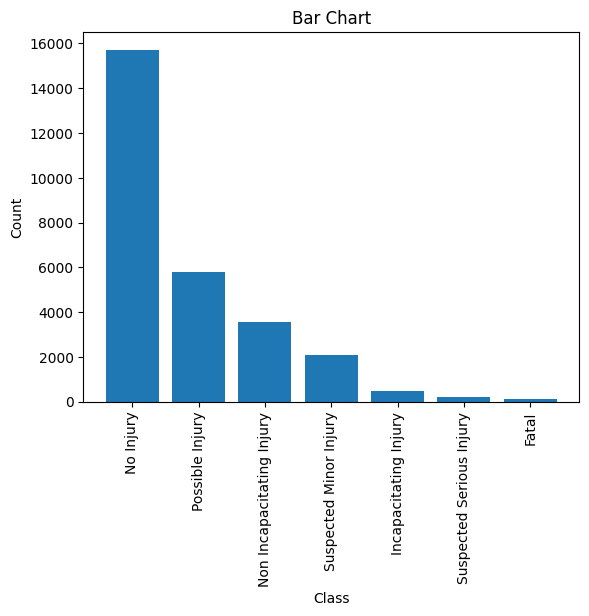 Bar Chart
16000
14000
12000
10000
8000
6000
4000
2000
0
Count
No Injury
Possible Injury
Non Incapacitating Injury
Suspected Minor Injury
Incapacitating Injury
Suspected Serious Injury
Fatal
Class